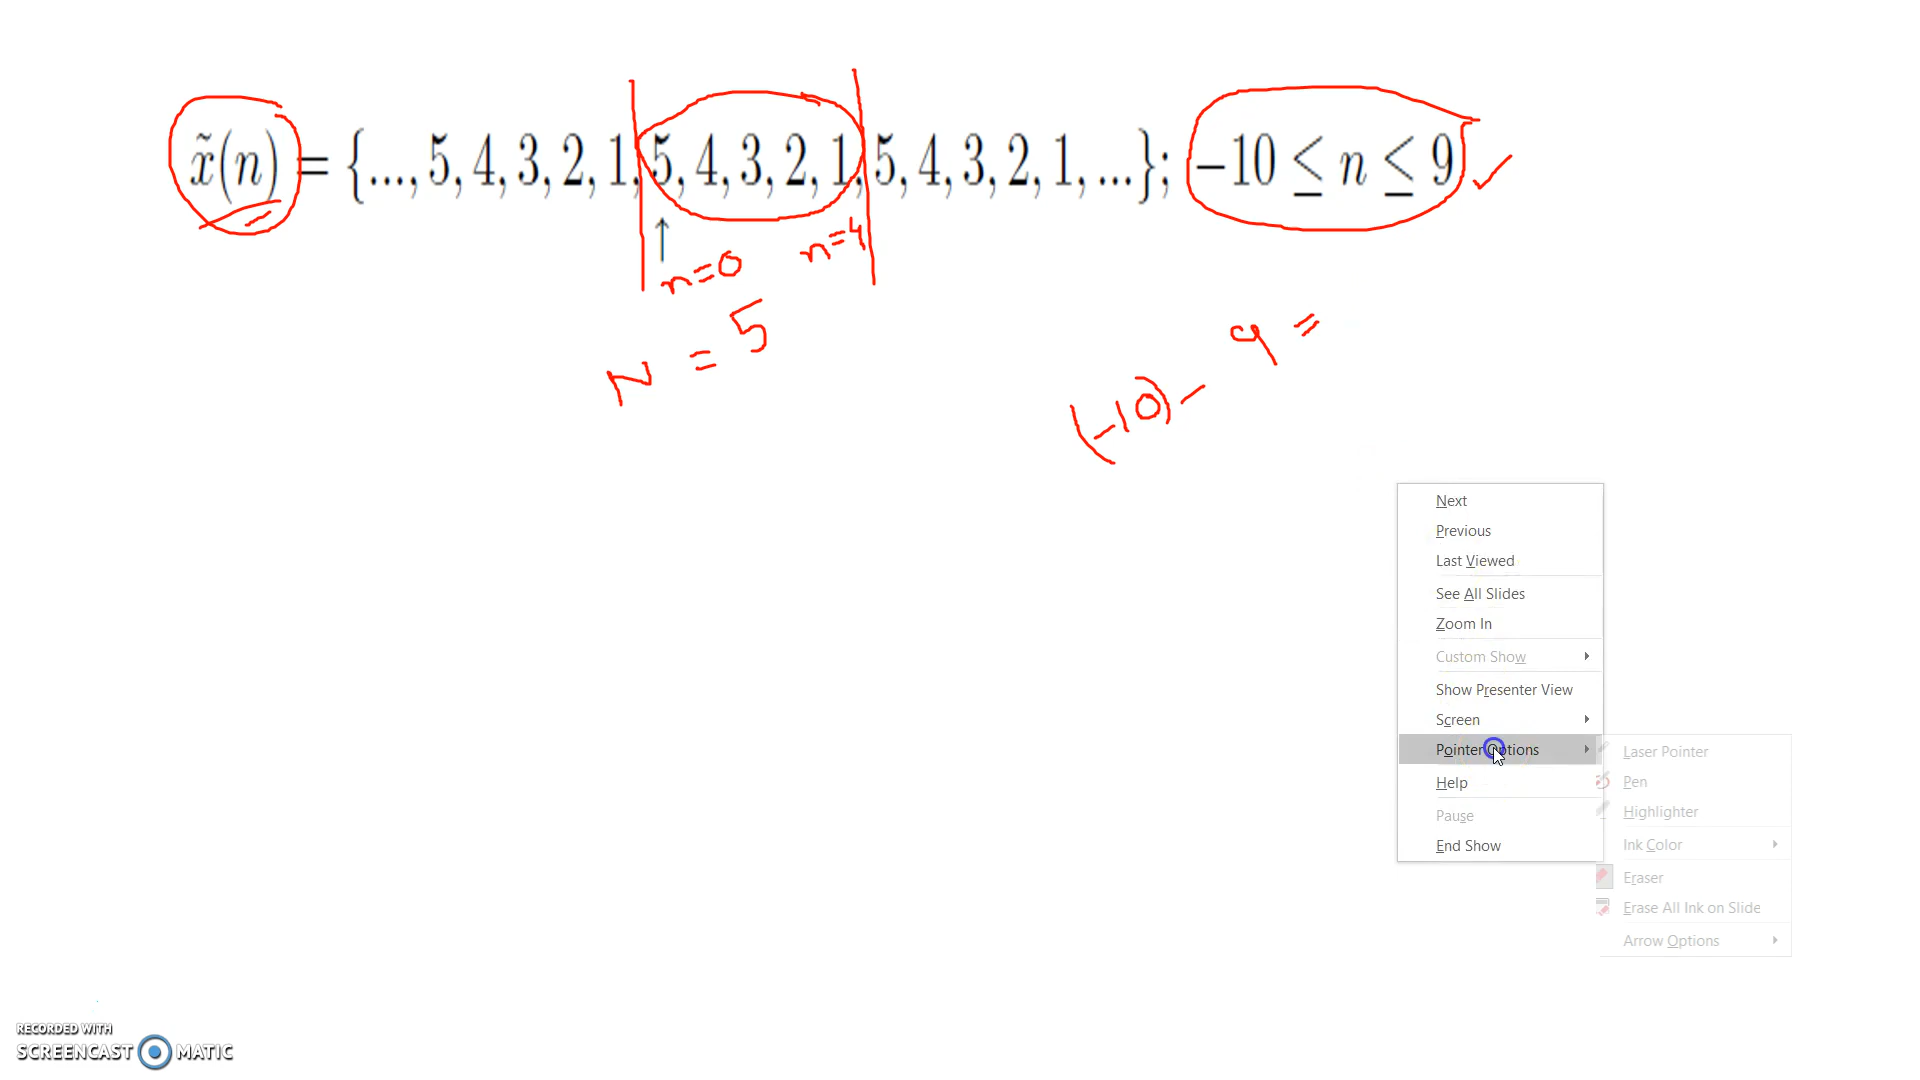 x̃(n) = {...,5,4,3,2,1,5,4,3,2,1,5,4,3,2,1,...}; −10 ≤ n ≤ 9
↑
n=0 n=4
N = 5
(-10) - 9 =
Next
Previous
Last Viewed
See All Slides
Zoom In
Custom Show
Show Presenter View
Screen
Pointer Options
Help
Pause
End Show
Laser Pointer
Pen
Highlighter
Ink Color
Eraser
Erase All Ink on Slide
Arrow Options
RECORDED WITH
SCREENCAST MATIC